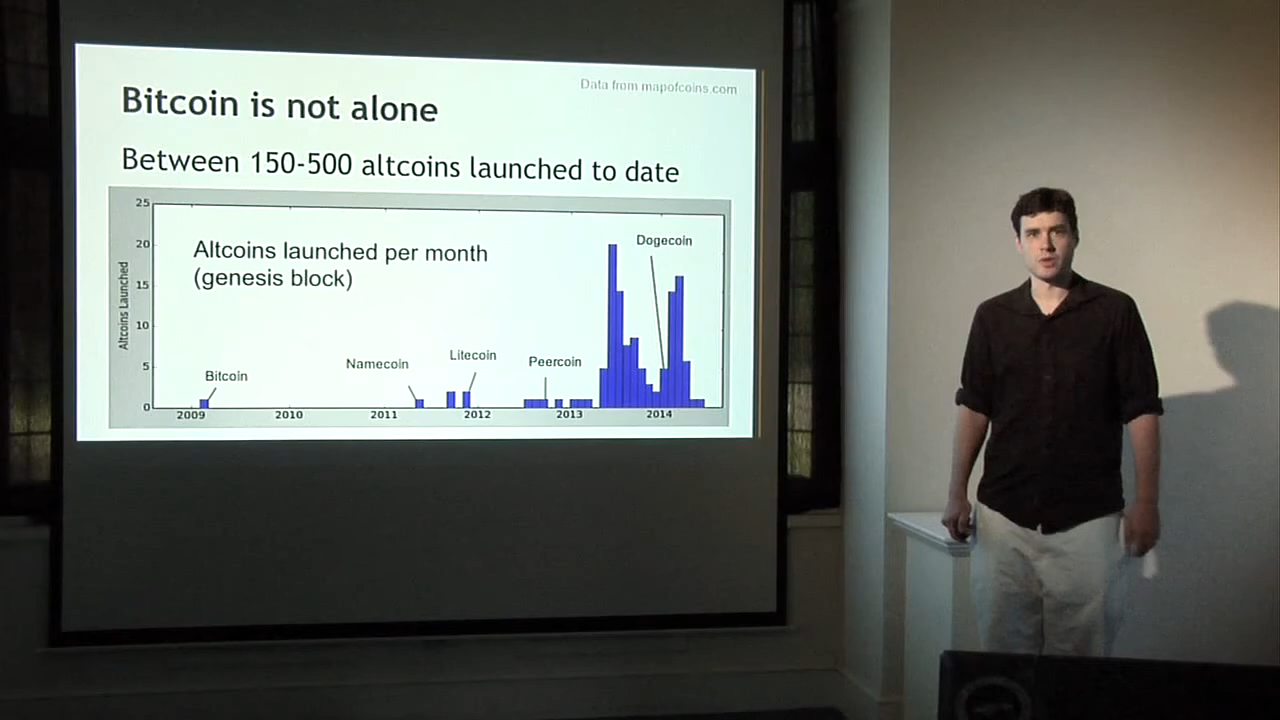 Data from mapofcoins.com
Bitcoin is not alone
Between 150-500 altcoins launched to date
Altcoins launched per month
(genesis block)
Altcoins Launched
25
20
15
10
5
0
Bitcoin
Namecoin
Litecoin
Peercoin
Dogecoin
2009 2010 2011 2012 2013 2014